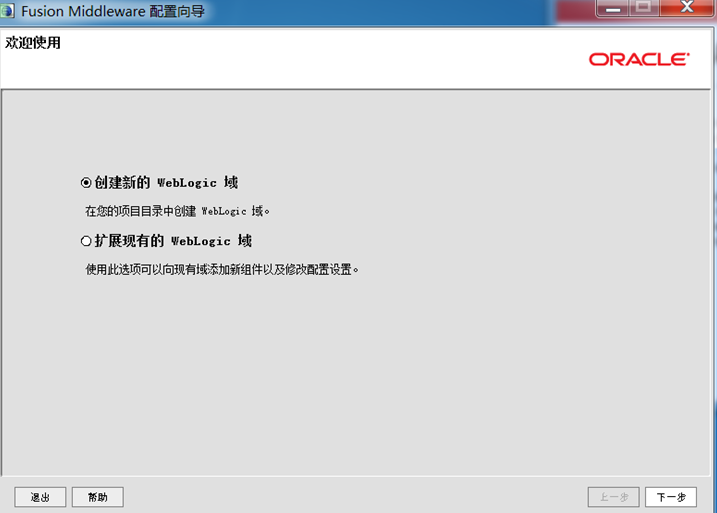 Fusion Middleware 配置向导
欢迎使用
ORACLE
创建新的 WebLogic 域
在您的项目目录中创建 WebLogic 域。
扩展现有的 WebLogic 域
使用此选项可以向现有域添加新组件以及修改配置设置。
退出 帮助 上一步 下一步